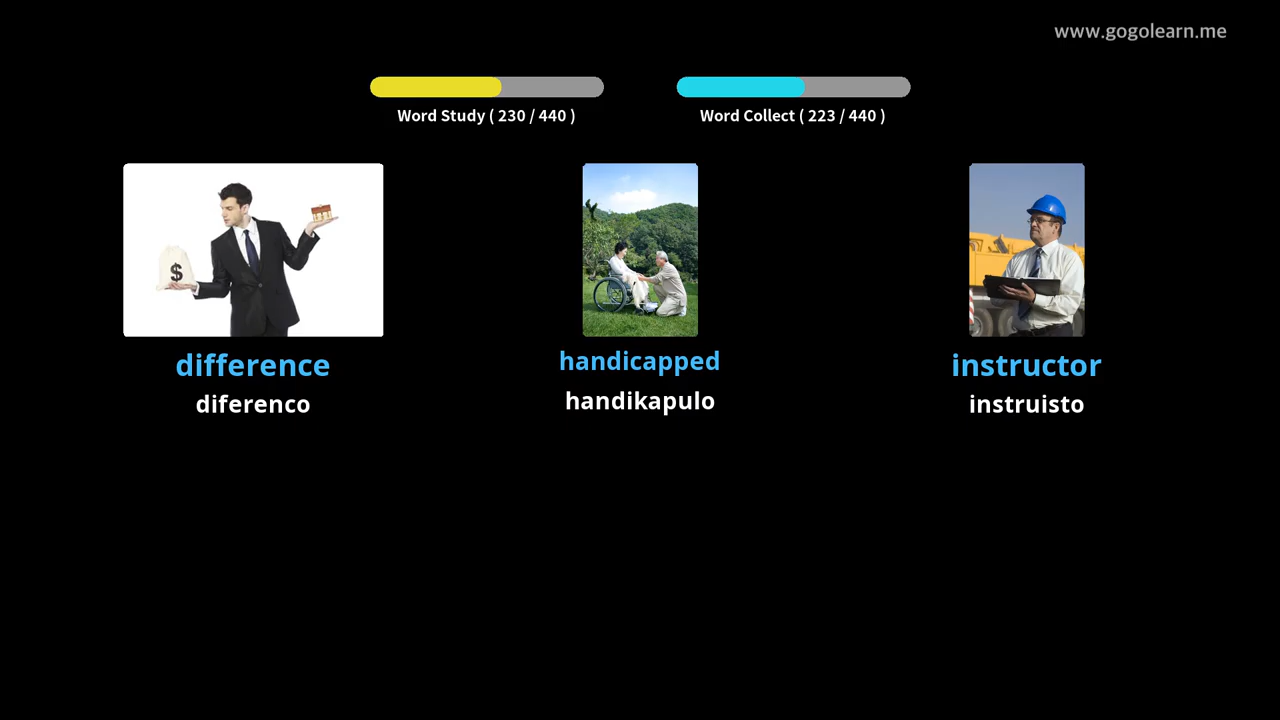 www.gogolearn.me
Word Study ( 230 / 440 )
Word Collect ( 223 / 440 )
$
difference
handicapped
instructor
diferenco
handikapulo
instruisto